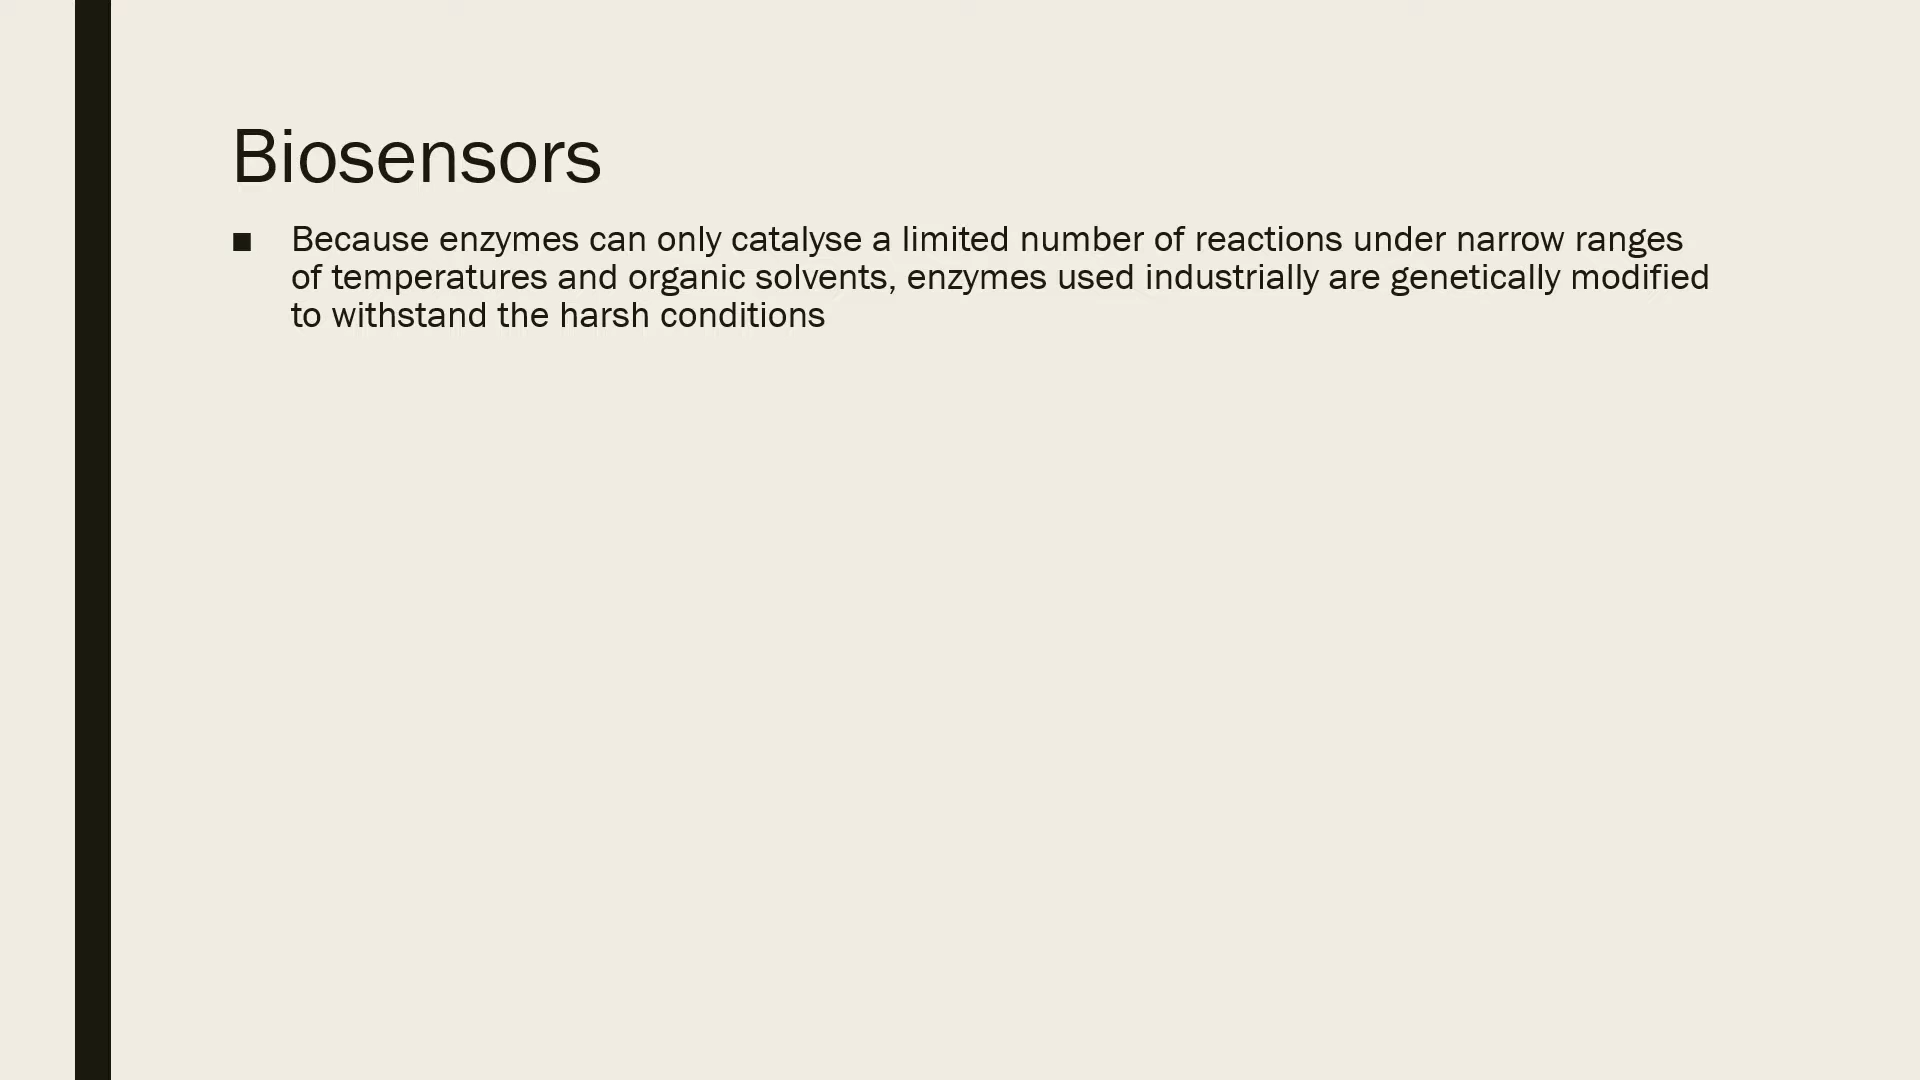 Biosensors
■ Because enzymes can only catalyse a limited number of reactions under narrow ranges
of temperatures and organic solvents, enzymes used industrially are genetically modified
to withstand the harsh conditions